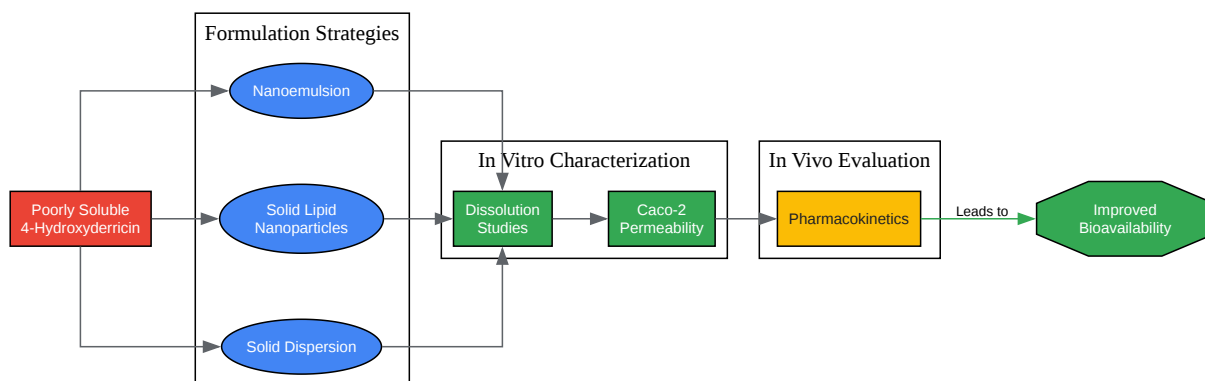 Formulation Strategies
Nanoemulsion
In Vitro Characterization
In Vivo Evaluation
Poorly Soluble
4-Hydroxyderricin
Solid Lipid
Nanoparticles
Dissolution
Studies
Caco-2
Permeability
Pharmacokinetics
Leads to
Improved
Bioavailability
Solid Dispersion